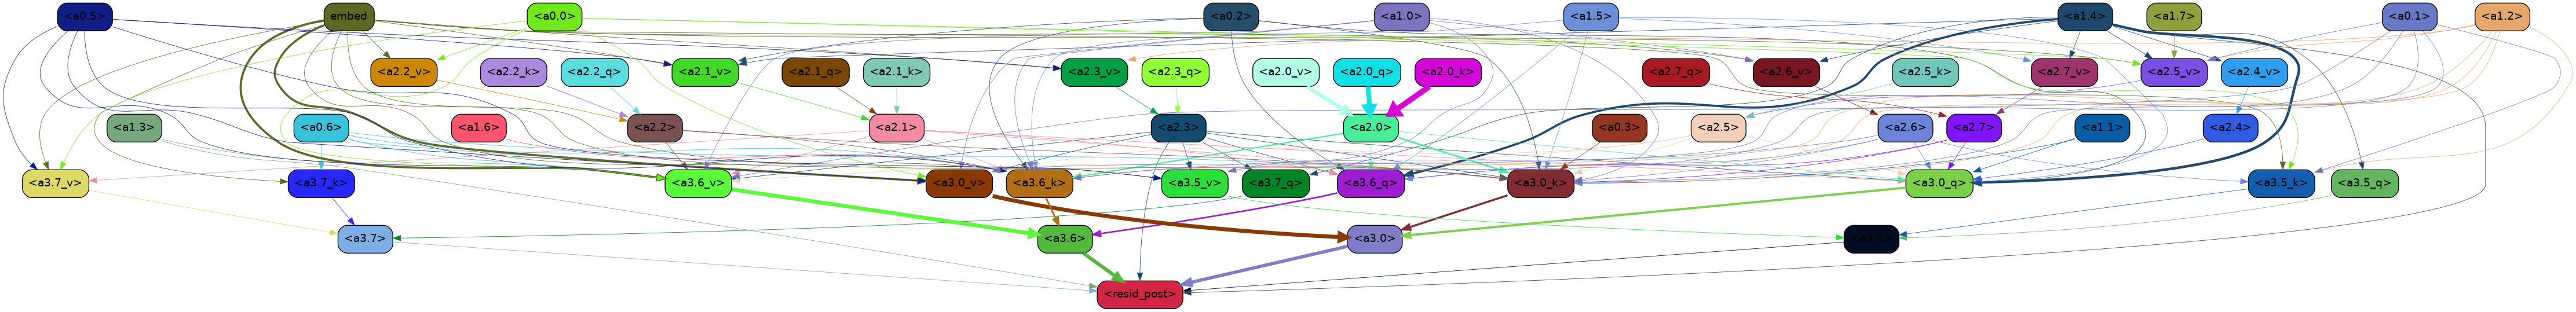 <a0.5> embed <a0.0> <a0.2> <a1.0> <a1.5> <a1.4> <a1.7> <a0.1> <a1.2>
<a2.2_v> <a2.2_k> <a2.2_q> <a2.1_v> <a2.1_q> <a2.1_k> <a2.3_v> <a2.3_q> <a2.0_v> <a2.0_q> <a2.0_k> <a2.7_q> <a2.6_v> <a2.5_k> <a2.7_v> <a2.5_v> <a2.4_v>
<a1.3> <a0.6> <a1.6> <a2.2> <a2.1> <a2.3> <a2.0> <a0.3> <a2.5> <a2.6> <a2.7> <a1.1> <a2.4>
<a3.7_v> <a3.7_k> <a3.6_v> <a3.0_v> <a3.6_k> <a3.5_v> <a3.7_q> <a3.6_q> <a3.0_k> <a3.0_q> <a3.5_k> <a3.5_q>
<a3.7> <a3.6> <a3.0> <a3.5>
<resid_post>